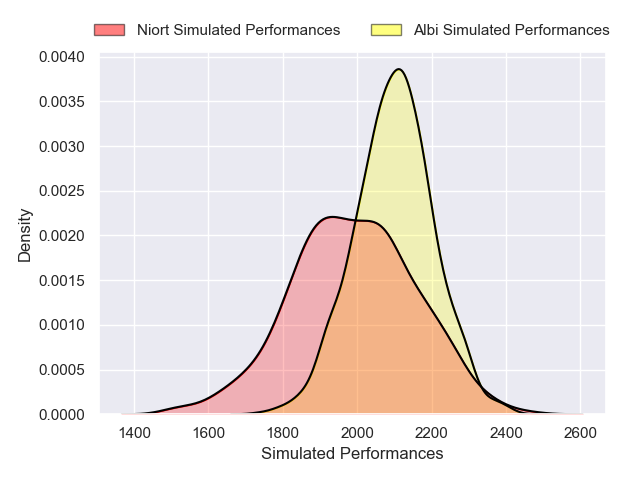 Niort Simulated Performances
Albi Simulated Performances
0.0040
0.0035
0.0030
0.0025
0.0020
0.0015
0.0010
0.0005
0.0000
Density
1400 1600 1800 2000 2200 2400 2600
Simulated Performances